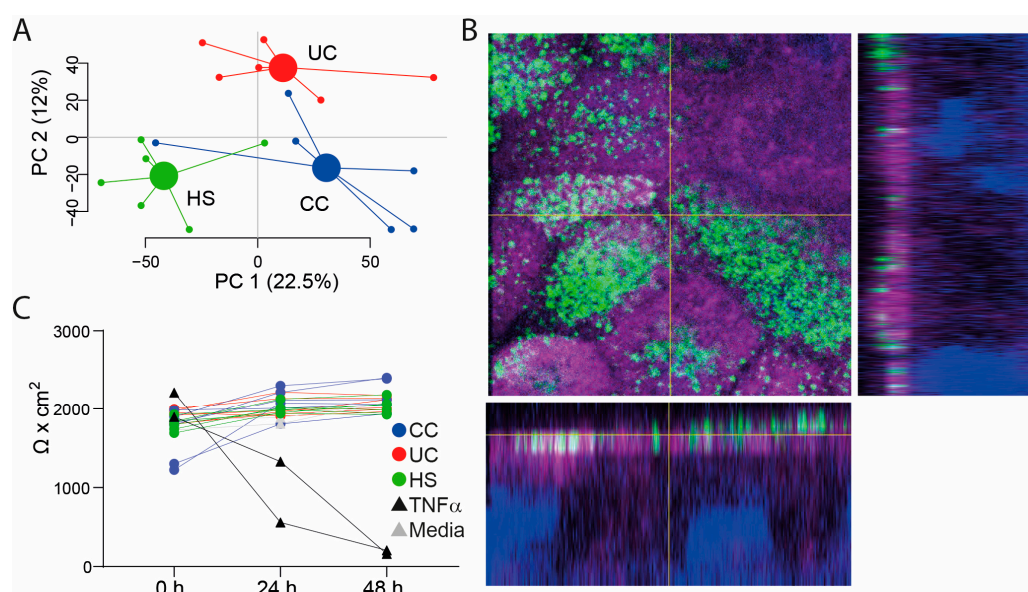 A
UC
HS
CC
PC 2 (12%)
40
20
0
−20
−40
−50
0
50
PC 1 (22.5%)
B
C
Ω x cm²
3000
2000
1000
0
CC
UC
HS
TNFα
Media
0 h
24 h
48 h